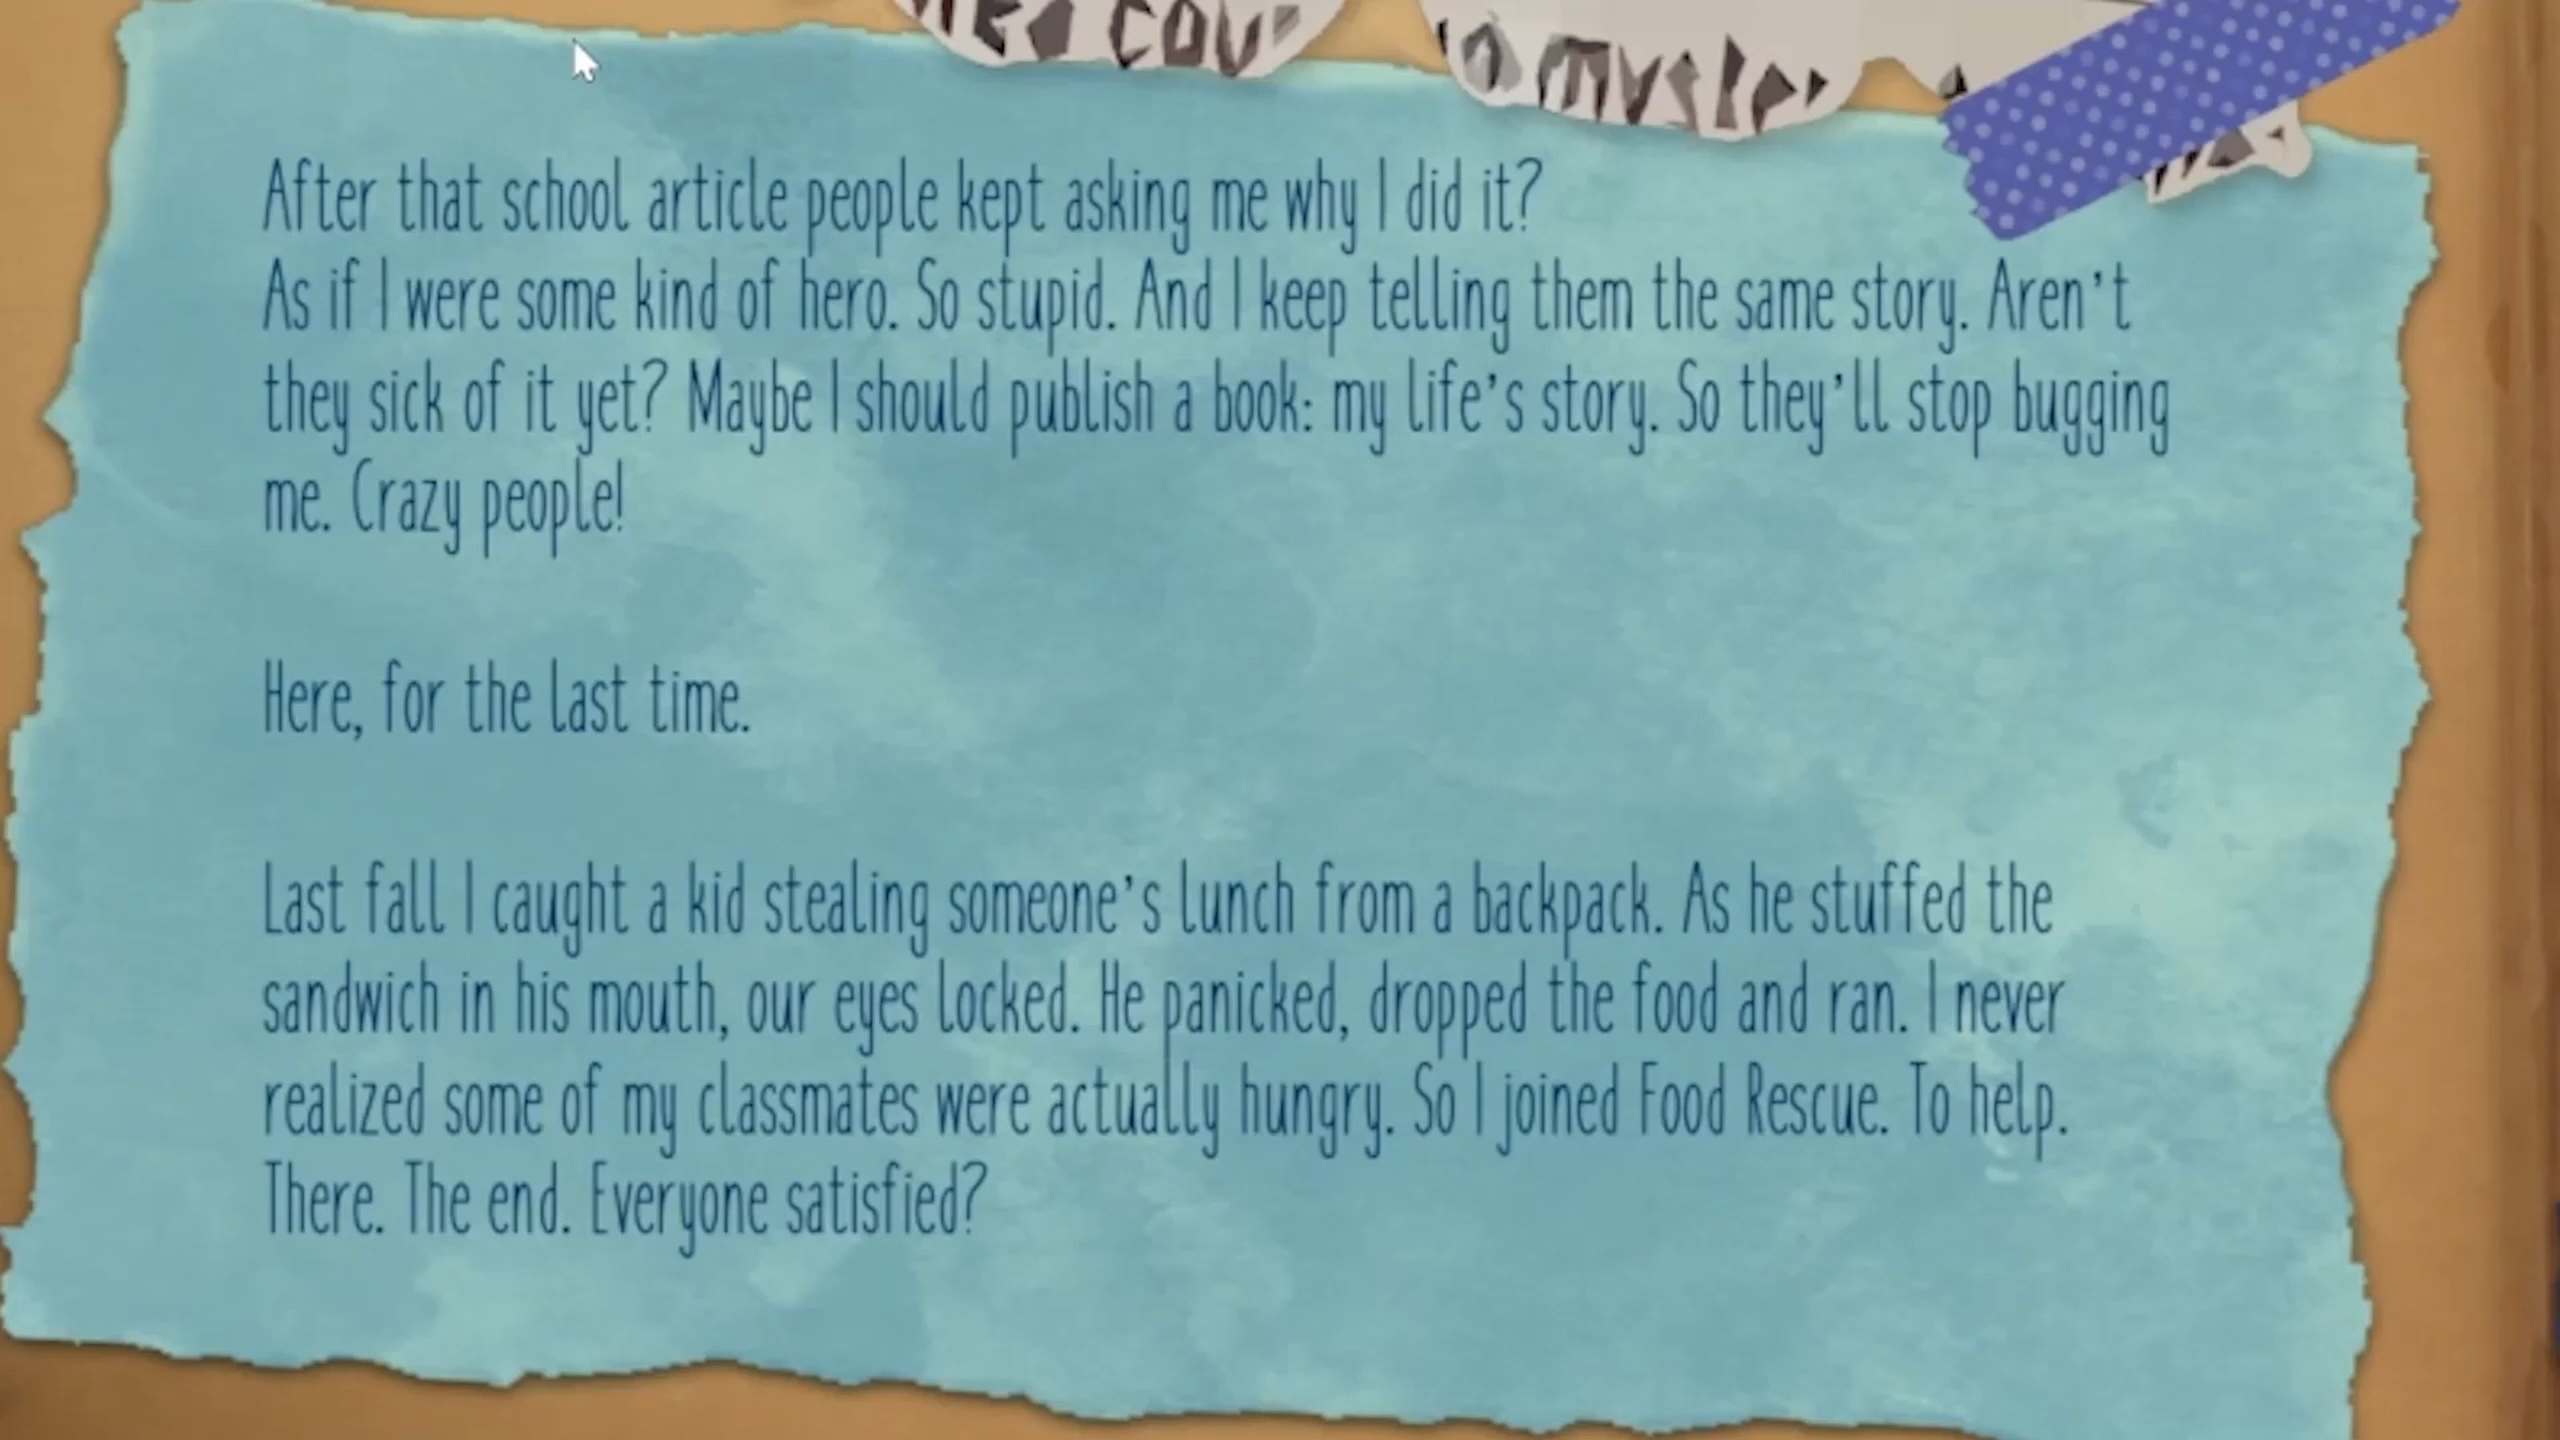 After that school article people kept asking me why I did it?
As if I were some kind of hero. So stupid. And I keep telling them the same story. Aren't
they sick of it yet? Maybe I should publish a book: my life's story. So they'll stop bugging
me. Crazy people!
Here, for the last time.
Last fall I caught a kid stealing someone's lunch from a backpack. As he stuffed the
sandwich in his mouth, our eyes locked. He panicked, dropped the food and ran. I never
realized some of my classmates were actually hungry. So I joined Food Rescue. To help.
There. The end. Everyone satisfied?